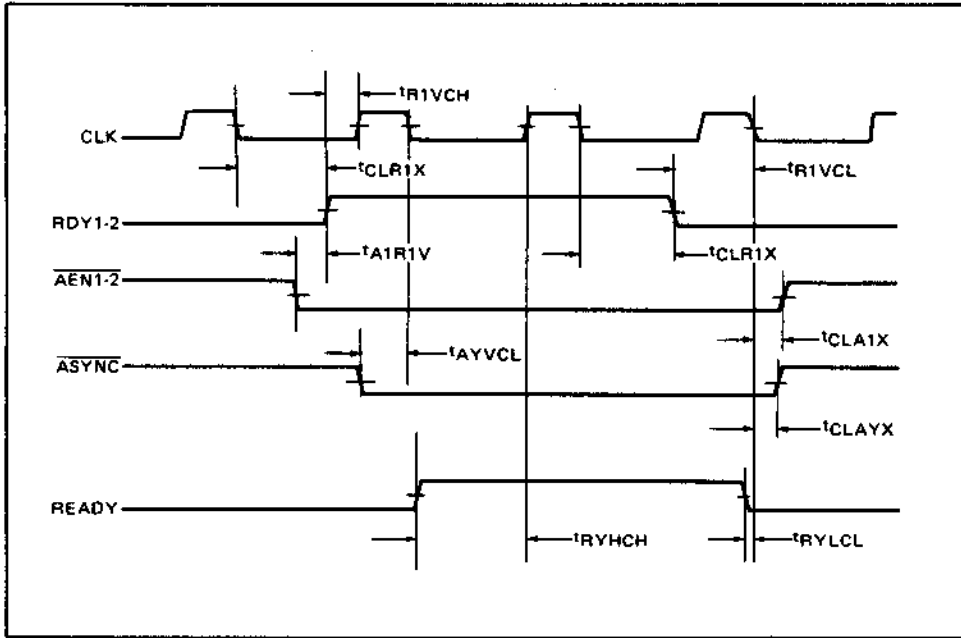 tR1VCH
CLK
tCLR1X
tR1VCL
RDY1-2
tA1R1V
tCLR1X
AEN1-2
tCLA1X
tAYVCL
ASYNC
tCLAYX
READY
tRYHCH
tRYLCL